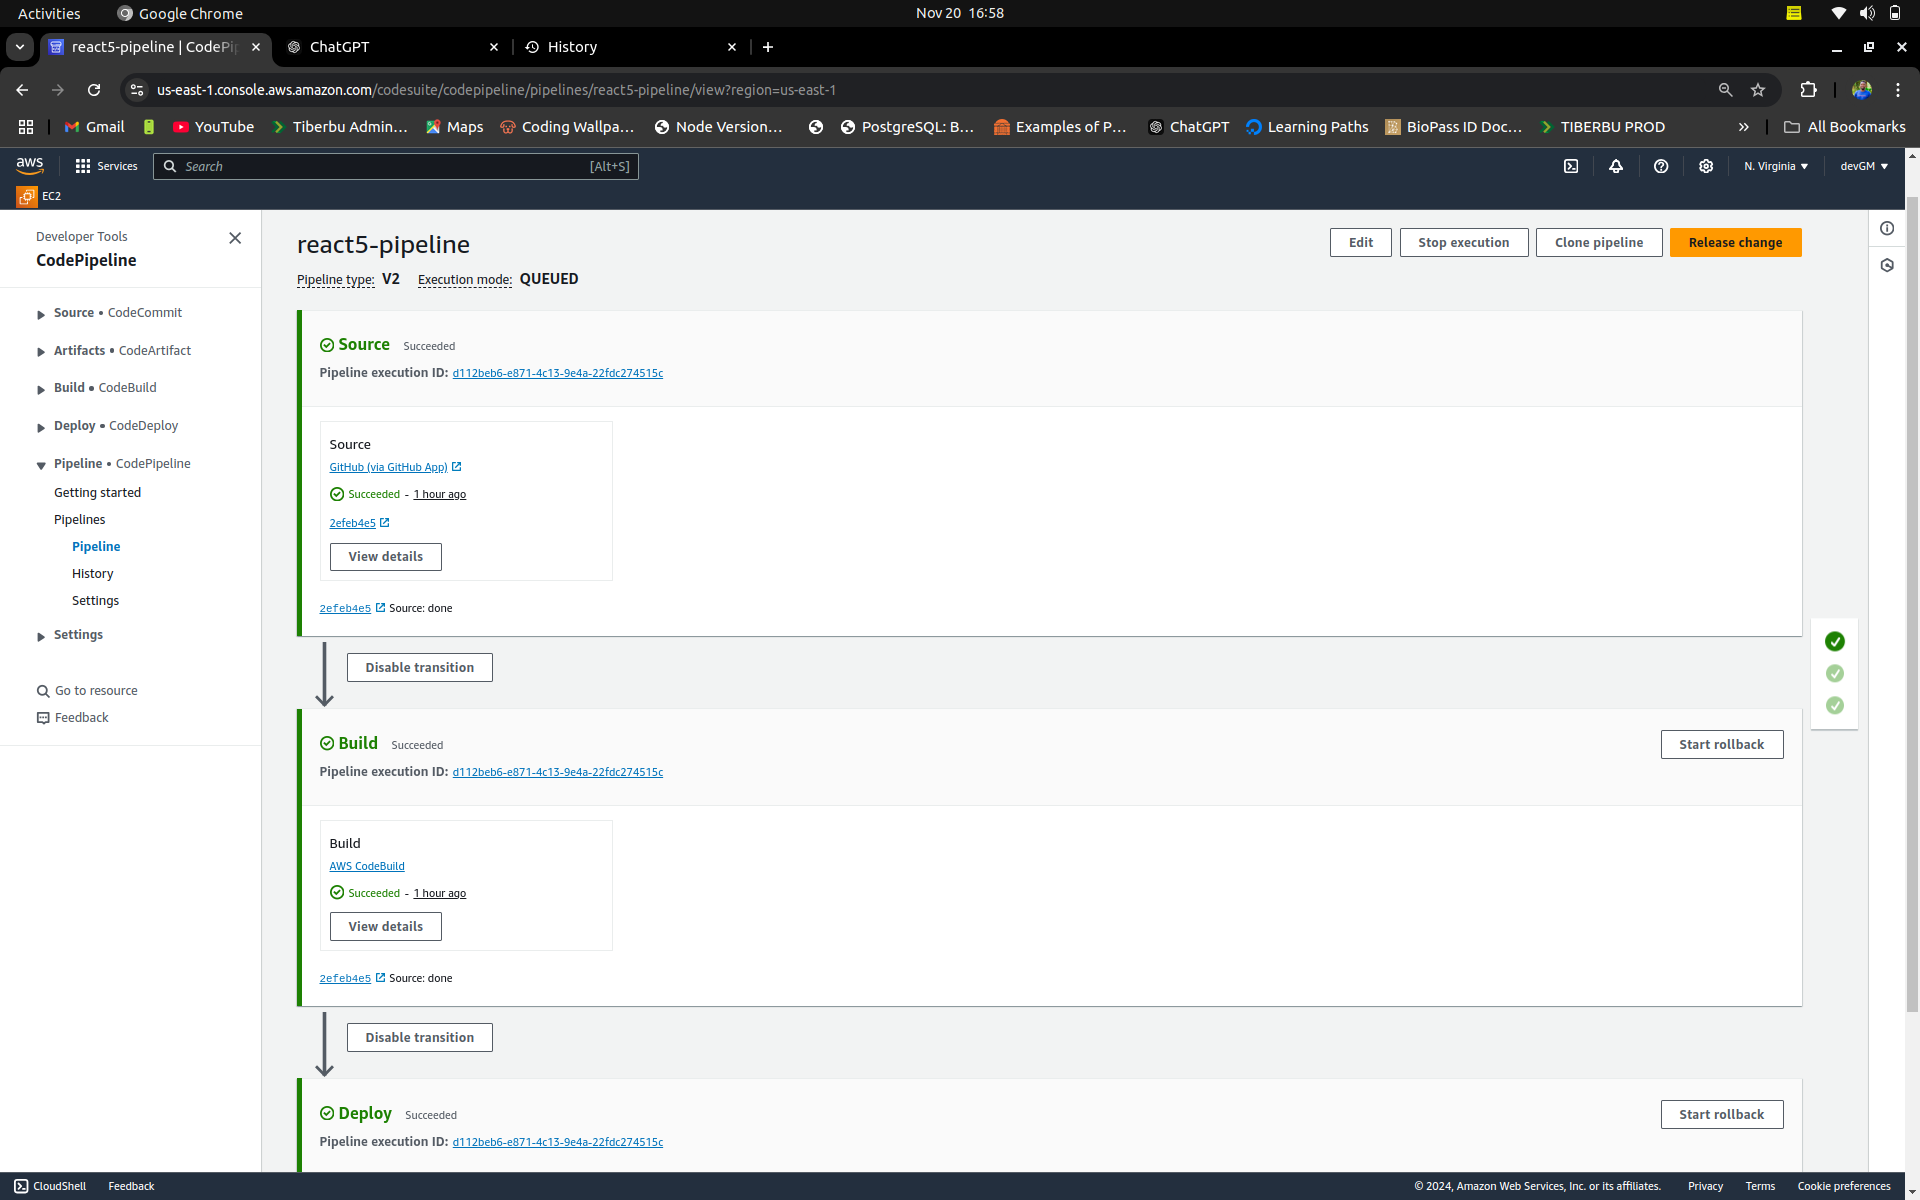 Activities
Google Chrome
Nov 20 16:58
react5-pipeline | CodePip
ChatGPT
History
us-east-1.console.aws.amazon.com/codesuite/codepipeline/pipelines/react5-pipeline/view?region=us-east-1
Gmail
YouTube
Tiberbu Admin...
Maps
Coding Wallpa...
Node Version...
PostgreSQL: B...
Examples of P...
ChatGPT
Learning Paths
BioPass ID Doc...
TIBERBU PROD
»
All Bookmarks
aws
Services
Search
[Alt+S]
N. Virginia
devGM
EC2
Developer Tools
CodePipeline
Source • CodeCommit
Artifacts • CodeArtifact
Build • CodeBuild
Deploy • CodeDeploy
Pipeline • CodePipeline
Getting started
Pipelines
Pipeline
History
Settings
Settings
Go to resource
Feedback
react5-pipeline
Edit
Stop execution
Clone pipeline
Release change
Pipeline type: V2 Execution mode: QUEUED
Source Succeeded
Pipeline execution ID: d112beb6-e871-4c13-9e4a-22fdc274515c
Source
GitHub (via GitHub App)
Succeeded - 1 hour ago
2efeb4e5
View details
2efeb4e5 Source: done
Disable transition
Build Succeeded
Start rollback
Pipeline execution ID: d112beb6-e871-4c13-9e4a-22fdc274515c
Build
AWS CodeBuild
Succeeded - 1 hour ago
View details
2efeb4e5 Source: done
Disable transition
Deploy Succeeded
Start rollback
Pipeline execution ID: d112beb6-e871-4c13-9e4a-22fdc274515c
CloudShell
Feedback
© 2024, Amazon Web Services, Inc. or its affiliates.
Privacy
Terms
Cookie preferences